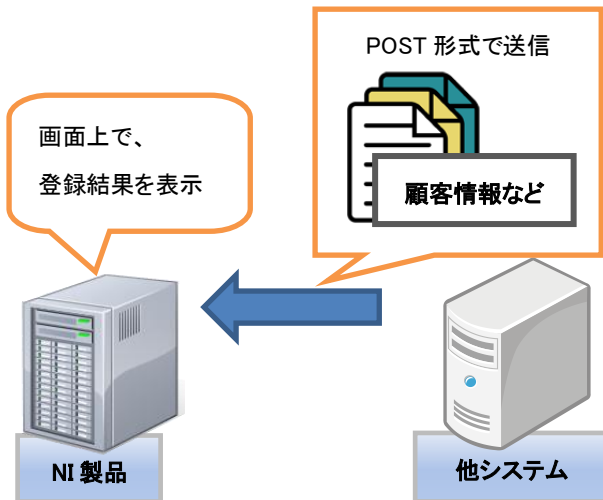 POST 形式で送信
顧客情報など
画面上で、
登録結果を表示
NI 製品
他システム